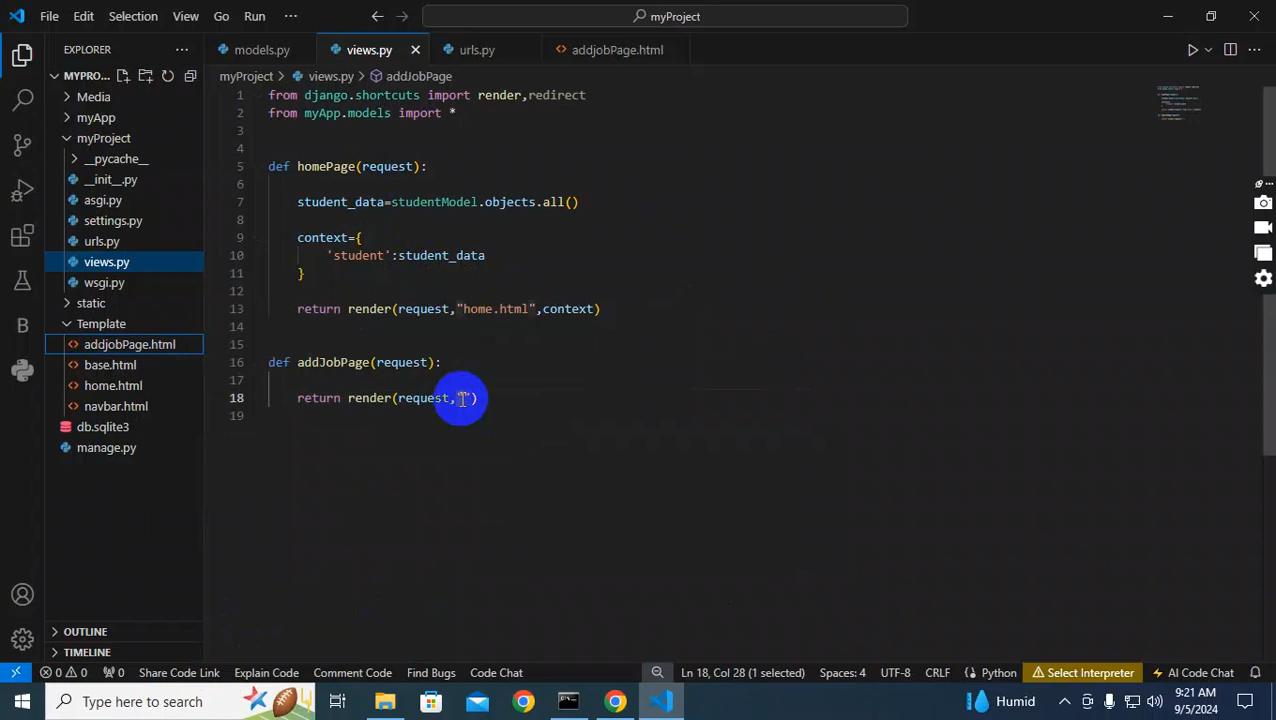 File Edit Selection View Go Run ··· myProject
EXPLORER ··· models.py views.py urls.py addjobPage.html
MYPRO... myProject > views.py > addJobPage
Media
myApp
myProject
__pycache__
__init__.py
asgi.py
settings.py
urls.py
views.py
wsgi.py
static
Template
addjobPage.html
base.html
home.html
navbar.html
db.sqlite3
manage.py
OUTLINE
TIMELINE
1 from django.shortcuts import render,redirect
2 from myApp.models import *
3
4
5 def homePage(request):
6
7 student_data=studentModel.objects.all()
8
9 context={
10 'student':student_data
11 }
12
13 return render(request,"home.html",context)
14
15
16 def addJobPage(request):
17
18 return render(request,"")
19
0 0 0 Share Code Link Explain Code Comment Code Find Bugs Code Chat Ln 18, Col 28 (1 selected) Spaces: 4 UTF-8 CRLF Python Select Interpreter AI Code Chat
Type here to search Humid 9:21 AM
9/5/2024